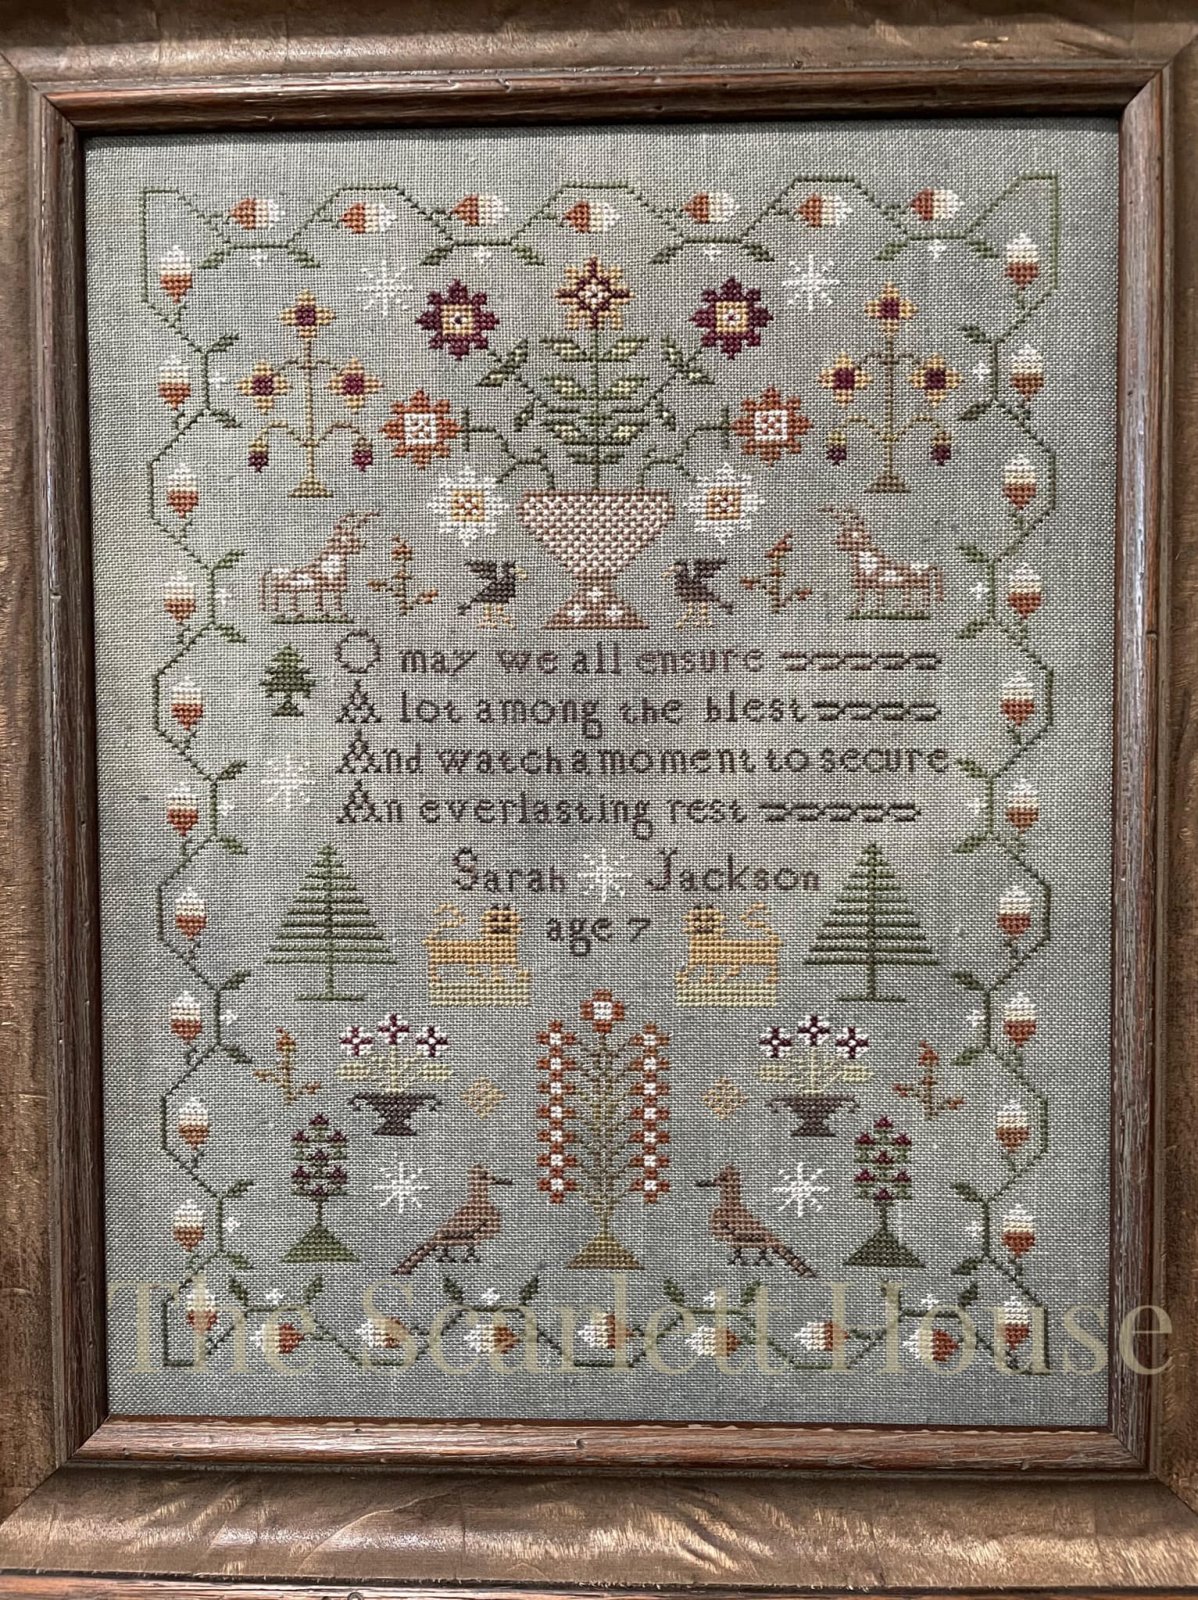 O may we all ensure
A lot among the blest
And watch a moment to secure
An everlasting rest
Sarah Jackson
age 7
The Scarlett House